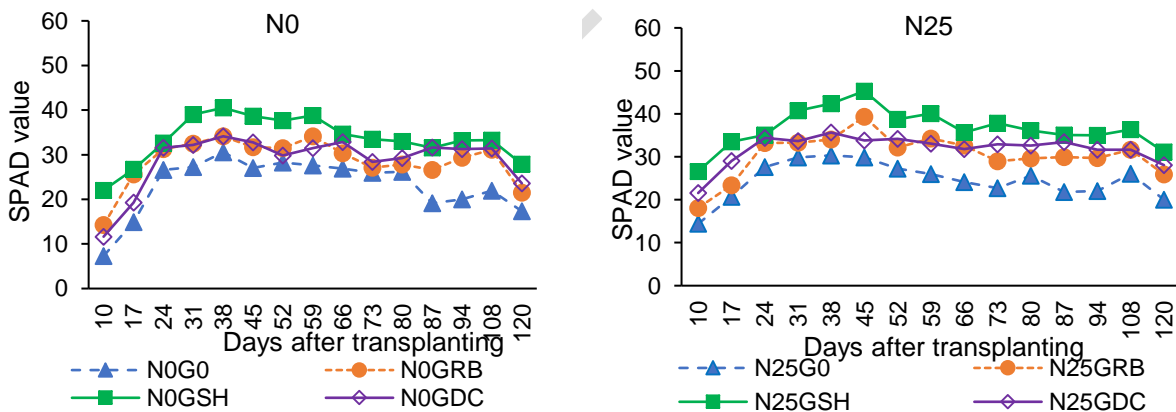 N0
60
50
40
30
20
10
0
SPAD value
10 17 24 31 38 45 52 59 66 73 80 87 94 108 120
Days after transplanting
N0G0 N0GRB
N0GSH N0GDC
N25
60
50
40
30
20
10
0
SPAD value
10 17 24 31 38 45 52 59 66 73 80 87 94 108 120
Days after transplanting
N25G0 N25GRB
N25GSH N25GDC